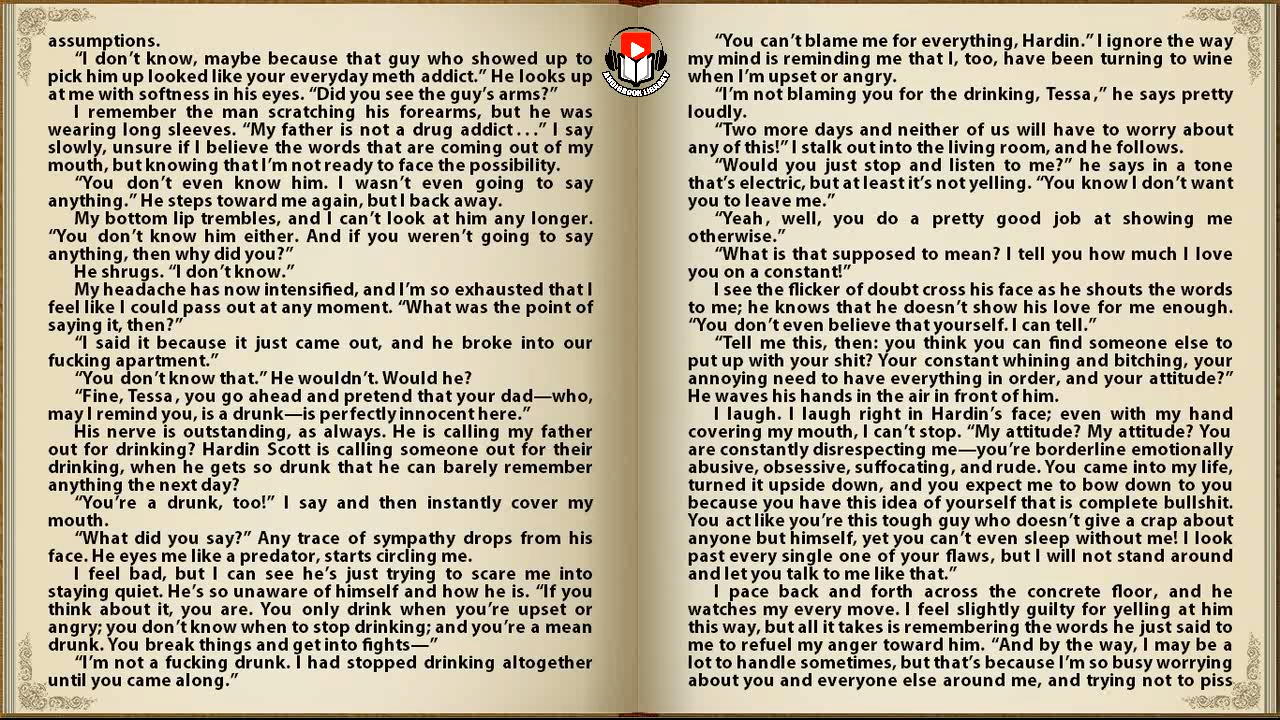 assumptions.
“I don’t know, maybe because that guy who showed up to
pick him up looked like your everyday meth addict.” He looks up
at me with softness in his eyes. “Did you see the guy’s arms?”
I remember the man scratching his forearms, but he was
wearing long sleeves. “My father is not a drug addict . . .” I say
slowly, unsure if I believe the words that are coming out of my
mouth, but knowing that I’m not ready to face the possibility.
“You don’t even know him. I wasn’t even going to say
anything.” He steps toward me again, but I back away.
My bottom lip trembles, and I can’t look at him any longer.
“You don’t know him either. And if you weren’t going to say
anything, then why did you?”
He shrugs. “I don’t know.”
My headache has now intensified, and I’m so exhausted that I
feel like I could pass out at any moment. “What was the point of
saying it, then?”
“I said it because it just came out, and he broke into our
fucking apartment.”
“You don’t know that.” He wouldn’t. Would he?
“Fine, Tessa, you go ahead and pretend that your dad—who,
may I remind you, is a drunk—is perfectly innocent here.”
His nerve is outstanding, as always. He is calling my father
out for drinking? Hardin Scott is calling someone out for their
drinking, when he gets so drunk that he can barely remember
anything the next day?
“You’re a drunk, too!” I say and then instantly cover my
mouth.
“What did you say?” Any trace of sympathy drops from his
face. He eyes me like a predator, starts circling me.
I feel bad, but I can see he’s just trying to scare me into
staying quiet. He’s so unaware of himself and how he is. “If you
think about it, you are. You only drink when you’re upset or
angry; you don’t know when to stop drinking; and you’re a mean
drunk. You break things and get into fights—”
“I’m not a fucking drunk. I had stopped drinking altogether
until you came along.”
“You can’t blame me for everything, Hardin.” I ignore the way
my mind is reminding me that I, too, have been turning to wine
when I’m upset or angry.
“I’m not blaming you for the drinking, Tessa,” he says pretty
loudly.
“Two more days and neither of us will have to worry about
any of this!” I stalk out into the living room, and he follows.
“Would you just stop and listen to me?” he says in a tone
that’s electric, but at least it’s not yelling. “You know I don’t want
you to leave me.”
“Yeah, well, you do a pretty good job at showing me
otherwise.”
“What is that supposed to mean? I tell you how much I love
you on a constant!”
I see the flicker of doubt cross his face as he shouts the words
to me; he knows that he doesn’t show his love for me enough.
“You don’t even believe that yourself. I can tell.”
“Tell me this, then: you think you can find someone else to
put up with your shit? Your constant whining and bitching, your
annoying need to have everything in order, and your attitude?”
He waves his hands in the air in front of him.
I laugh. I laugh right in Hardin’s face; even with my hand
covering my mouth, I can’t stop. “My attitude? My attitude? You
are constantly disrespecting me—you’re borderline emotionally
abusive, obsessive, suffocating, and rude. You came into my life,
turned it upside down, and you expect me to bow down to you
because you have this idea of yourself that is complete bullshit.
You act like you’re this tough guy who doesn’t give a crap about
anyone but himself, yet you can’t even sleep without me! I look
past every single one of your flaws, but I will not stand around
and let you talk to me like that.”
I pace back and forth across the concrete floor, and he
watches my every move. I feel slightly guilty for yelling at him
this way, but all it takes is remembering the words he just said to
me to refuel my anger toward him. “And by the way, I may be a
lot to handle sometimes, but that’s because I’m so busy worrying
about you and everyone else around me, and trying not to piss
AUDIOBOOK LIBRARY